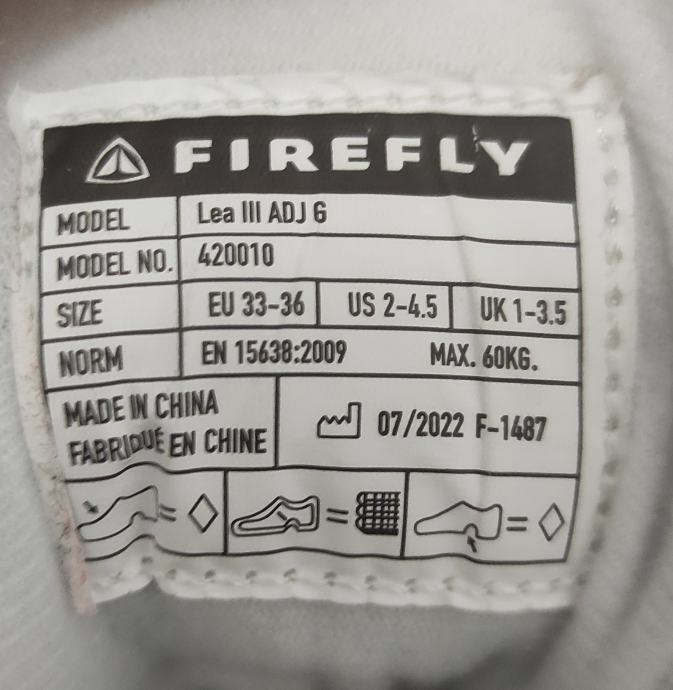 FIREFLY
MODEL Lea III ADJ G
MODEL NO. 420010
SIZE EU 33-36 US 2-4.5 UK 1-3.5
NORM EN 15638:2009 MAX. 60KG.
MADE IN CHINA
FABRIQUÉ EN CHINE
07/2022 F-1487